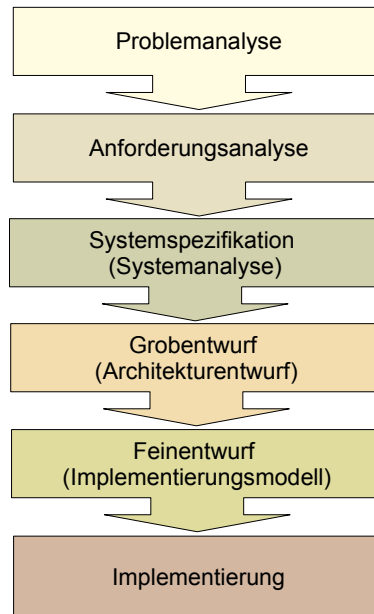 Problemanalyse
Anforderungsanalyse
Systemspezifikation
(Systemanalyse)
Grobentwurf
(Architekturentwurf)
Feinentwurf
(Implementierungsmodell)
Implementierung